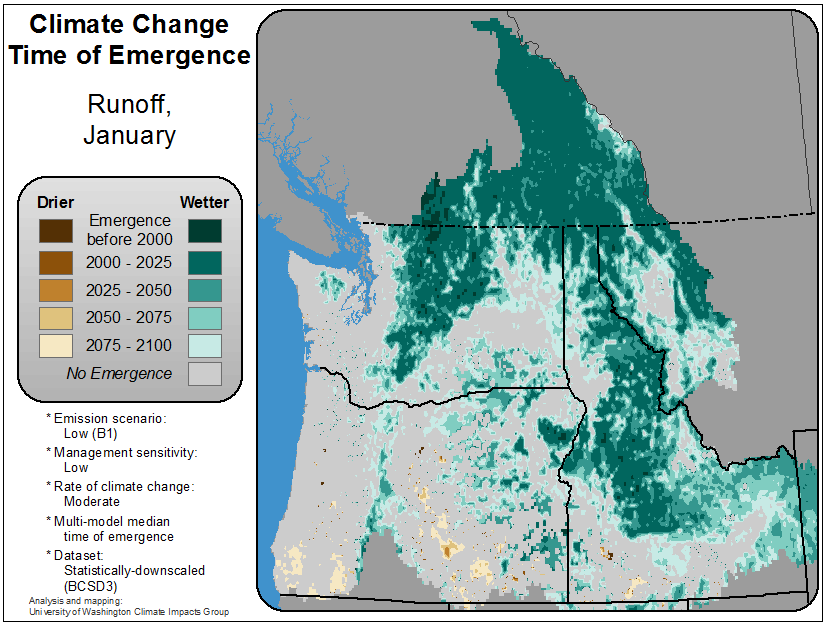 Climate Change
Time of Emergence
Runoff,
January
Drier Wetter
Emergence
before 2000
2000 - 2025
2025 - 2050
2050 - 2075
2075 - 2100
No Emergence
* Emission scenario:
Low (B1)
* Management sensitivity:
Low
* Rate of climate change:
Moderate
* Multi-model median
time of emergence
* Dataset:
Statistically-downscaled
(BCSD3)
Analysis and mapping:
University of Washington Climate Impacts Group